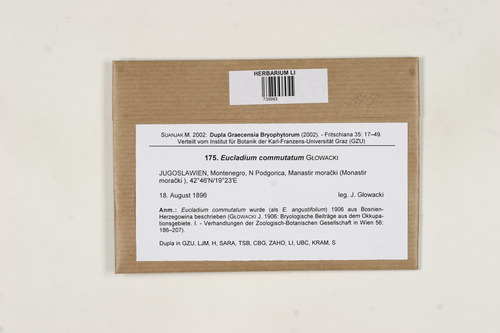 HERBARIUM LI
739993
SUANJAK M. 2002: Dupla Graecensia Bryophytorum (2002). - Fritschiana 35: 17–49.
Verteilt vom Institut für Botanik der Karl-Franzens-Universität Graz (GZU)
175. Eucladium commutatum GŁOWACKI
JUGOSLAWIEN, Montenegro, N Podgorica, Manastir morački (Monastir
morački ), 42°46'N/19°23'E
18. August 1896 leg. J. Głowacki
Anm.: Eucladium commutatum wurde (als E. angustifolium) 1906 aus Bosnien-
Herzegowina beschrieben (GŁOWACKI J. 1906: Bryologische Beiträge aus dem Okkupa-
tionsgebiete. I. - Verhandlungen der Zoologisch-Botanischen Gesellschaft in Wien 56:
186–207).
Dupla in GZU, LJM, H, SARA, TSB, CBG, ZAHO, LI, UBC, KRAM, S